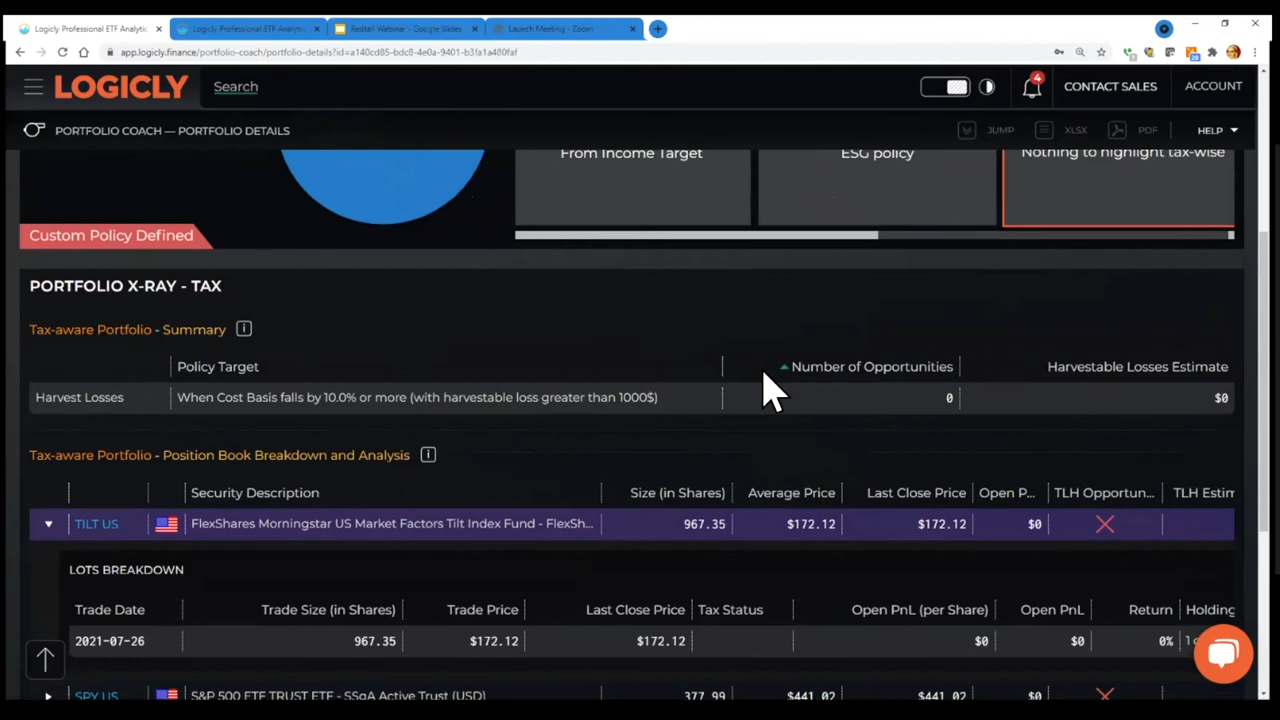 Logicly Professional ETF Analytic
Logicly Professional ETF Analytic
Redtail Webinar - Google Slides
Launch Meeting - Zoom
app.logicly.finance/portfolio-coach/portfolio-details?id=a140cd85-bdc8-4e0a-9401-b3fa1a480faf
LOGICLY
Search
4
CONTACT SALES
ACCOUNT
PORTFOLIO COACH — PORTFOLIO DETAILS
JUMP
XLSX
PDF
HELP
From Income Target
ESG policy
Nothing to highlight tax-wise
Custom Policy Defined
PORTFOLIO X-RAY - TAX
Tax-aware Portfolio - Summary
Policy Target Number of Opportunities Harvestable Losses Estimate
Harvest Losses When Cost Basis falls by 10.0% or more (with harvestable loss greater than 1000$) 0 $0
Tax-aware Portfolio - Position Book Breakdown and Analysis
Security Description Size (in Shares) Average Price Last Close Price Open P... TLH Opportun... TLH Estim
TILT US FlexShares Morningstar US Market Factors Tilt Index Fund - FlexSh... 967.35 $172.12 $172.12 $0
LOTS BREAKDOWN
Trade Date Trade Size (in Shares) Trade Price Last Close Price Tax Status Open PnL (per Share) Open PnL Return Holding
2021-07-26 967.35 $172.12 $172.12 $0 $0 0%
SPY US S&P 500 ETF TRUST ETF - SSgA Active Trust (USD) 377.99 $441.02 $441.02 $0